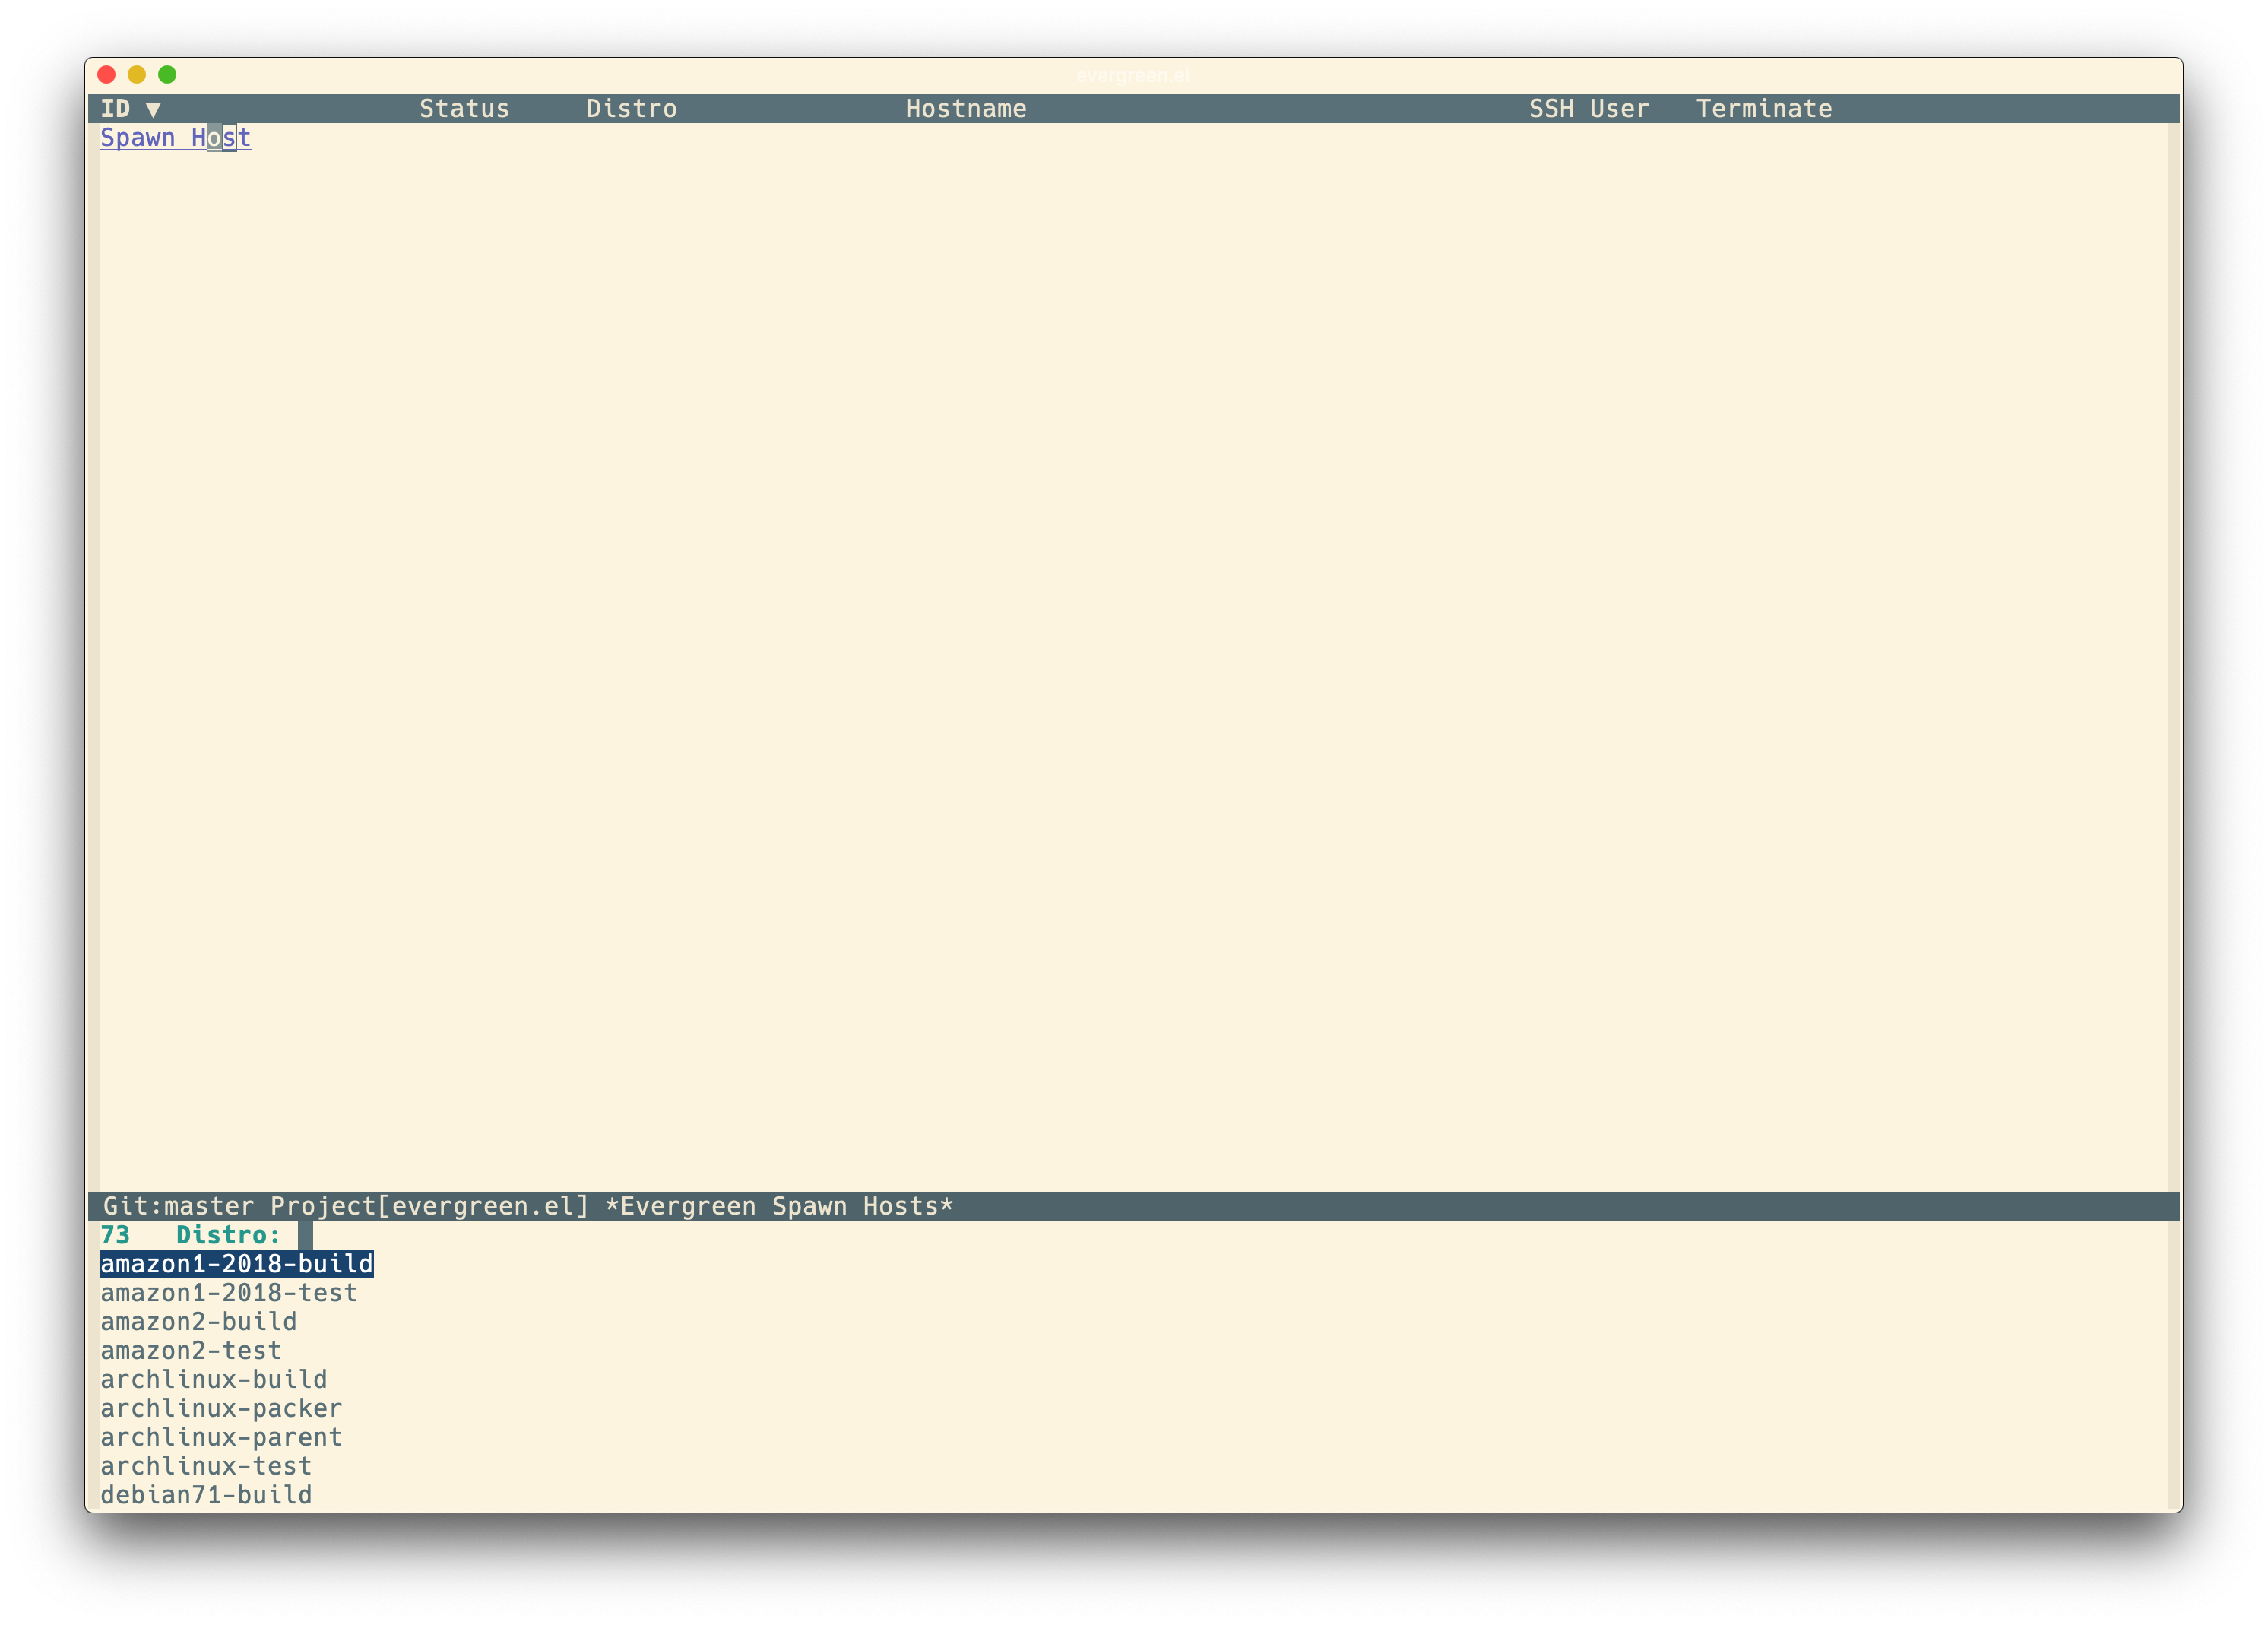 evergreen.el
ID ▼ Status Distro Hostname SSH User Terminate
Spawn Host
Git:master Project[evergreen.el] *Evergreen Spawn Hosts*
73 Distro:
amazon1-2018-build
amazon1-2018-test
amazon2-build
amazon2-test
archlinux-build
archlinux-packer
archlinux-parent
archlinux-test
debian71-build